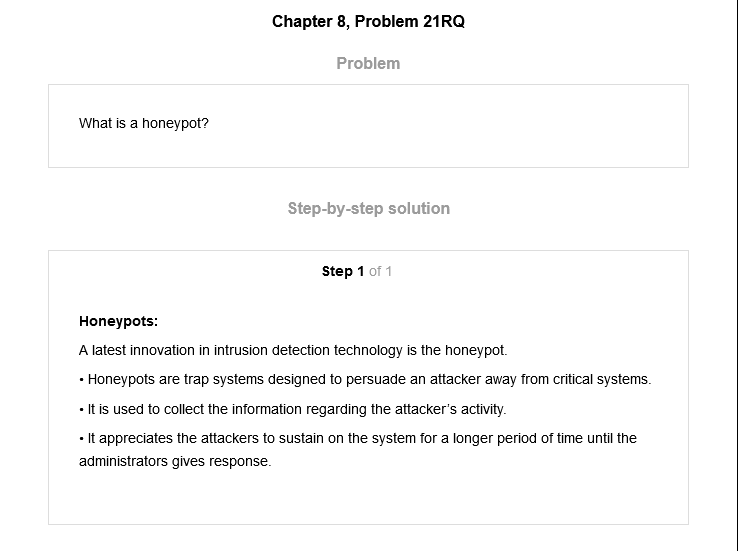 Chapter 8, Problem 21RQ
Problem
What is a honeypot?
Step-by-step solution
Step 1 of 1
Honeypots:
A latest innovation in intrusion detection technology is the honeypot.
• Honeypots are trap systems designed to persuade an attacker away from critical systems.
• It is used to collect the information regarding the attacker’s activity.
• It appreciates the attackers to sustain on the system for a longer period of time until the
administrators gives response.